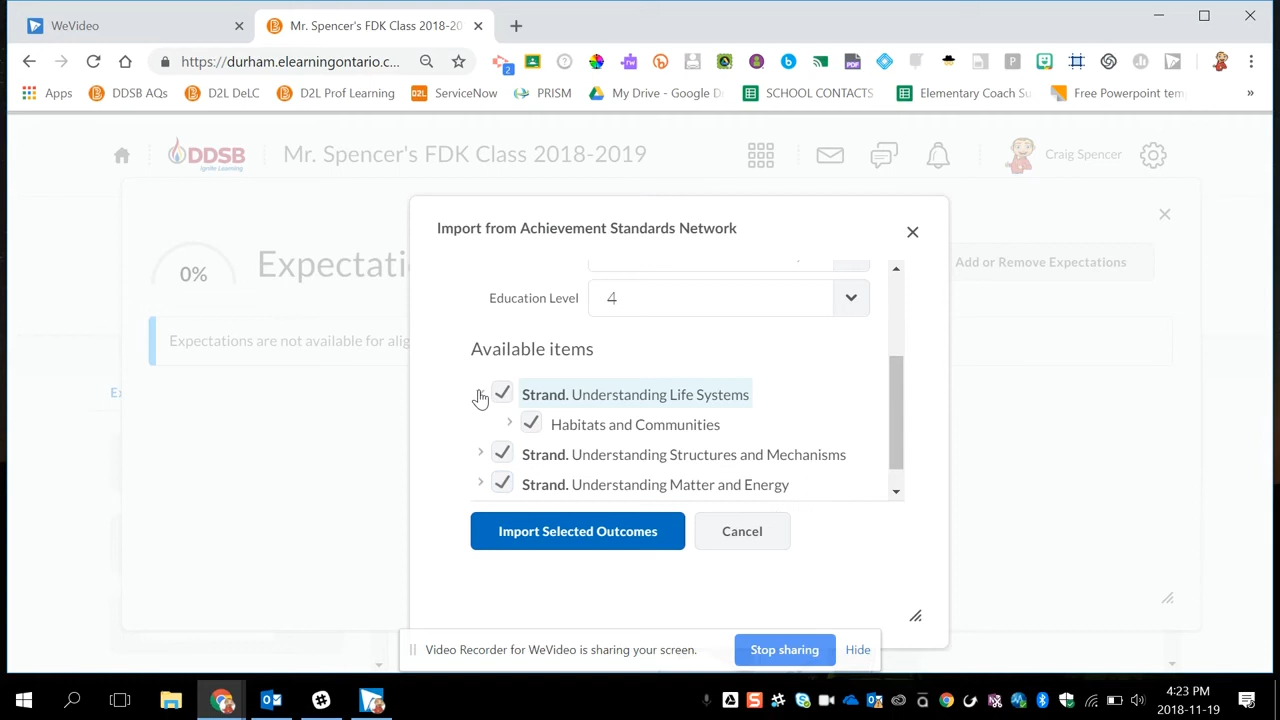 WeVideo
Mr. Spencer's FDK Class 2018-20
https://durham.elearningontario.c...
2
Apps
DDSB AQs
D2L DeLC
D2L Prof Learning
ServiceNow
PRISM
My Drive - Google D
SCHOOL CONTACTS
Elementary Coach Su
Free Powerpoint tem
»
DDSB
Ignite Learning
Mr. Spencer's FDK Class 2018-2019
Craig Spencer
Import from Achievement Standards Network
0%
Expectati
Add or Remove Expectations
Education Level
4
Expectations are not available for alig
Available items
Ex
Strand. Understanding Life Systems
Habitats and Communities
Strand. Understanding Structures and Mechanisms
Strand. Understanding Matter and Energy
Import Selected Outcomes
Cancel
Video Recorder for WeVideo is sharing your screen.
Stop sharing
Hide
4:23 PM
2018-11-19